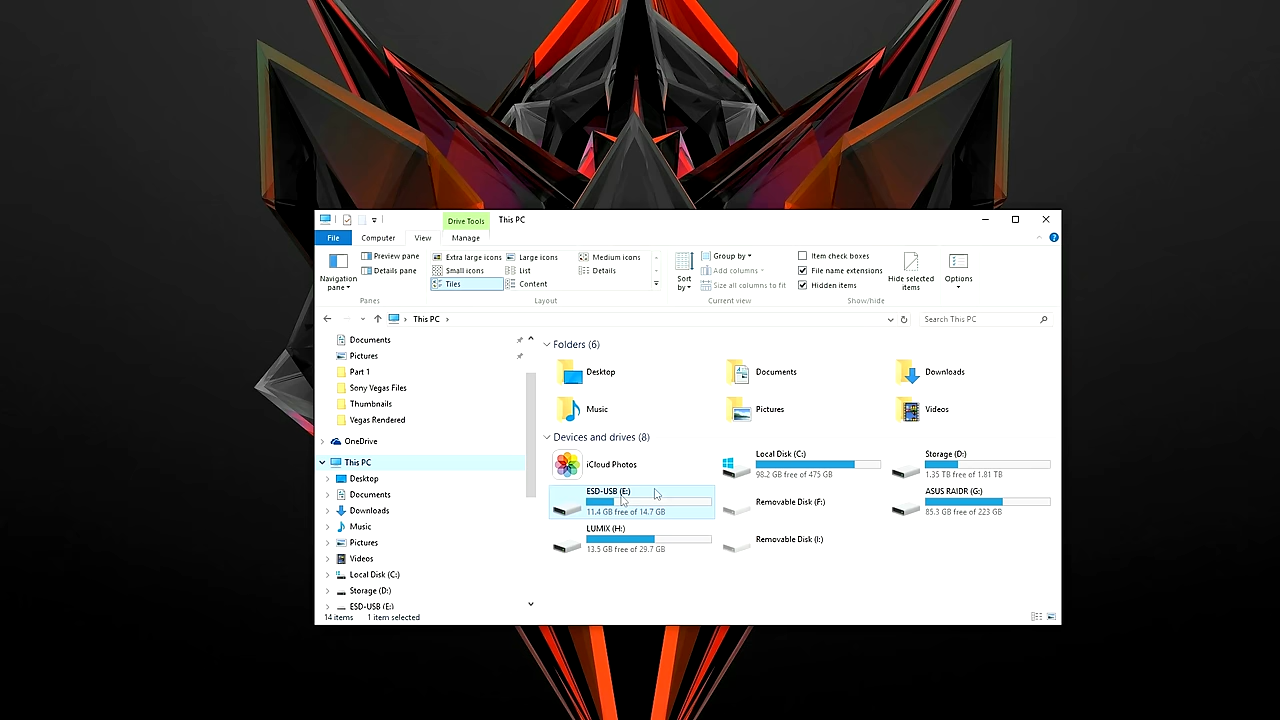 Drive Tools
This PC
File
Computer
View
Manage
Navigation pane
Preview pane
Details pane
Panes
Extra large icons
Large icons
Medium icons
Small icons
List
Details
Tiles
Content
Layout
Sort by
Group by
Add columns
Size all columns to fit
Current view
Item check boxes
File name extensions
Hidden items
Hide selected items
Show/hide
Options
This PC
Search This PC
Documents
Pictures
Part 1
Sony Vegas Files
Thumbnails
Vegas Rendered
OneDrive
This PC
Desktop
Documents
Downloads
Music
Pictures
Videos
Local Disk (C:)
Storage (D:)
ESD-USB (E:)
Folders (6)
Desktop
Documents
Downloads
Music
Pictures
Videos
Devices and drives (8)
iCloud Photos
Local Disk (C:)
98.2 GB free of 475 GB
Storage (D:)
1.35 TB free of 1.81 TB
ESD-USB (E:)
11.4 GB free of 14.7 GB
Removable Disk (F:)
ASUS RAIDR (G:)
85.3 GB free of 223 GB
LUMIX (H:)
13.5 GB free of 29.7 GB
Removable Disk (I:)
14 items
1 item selected